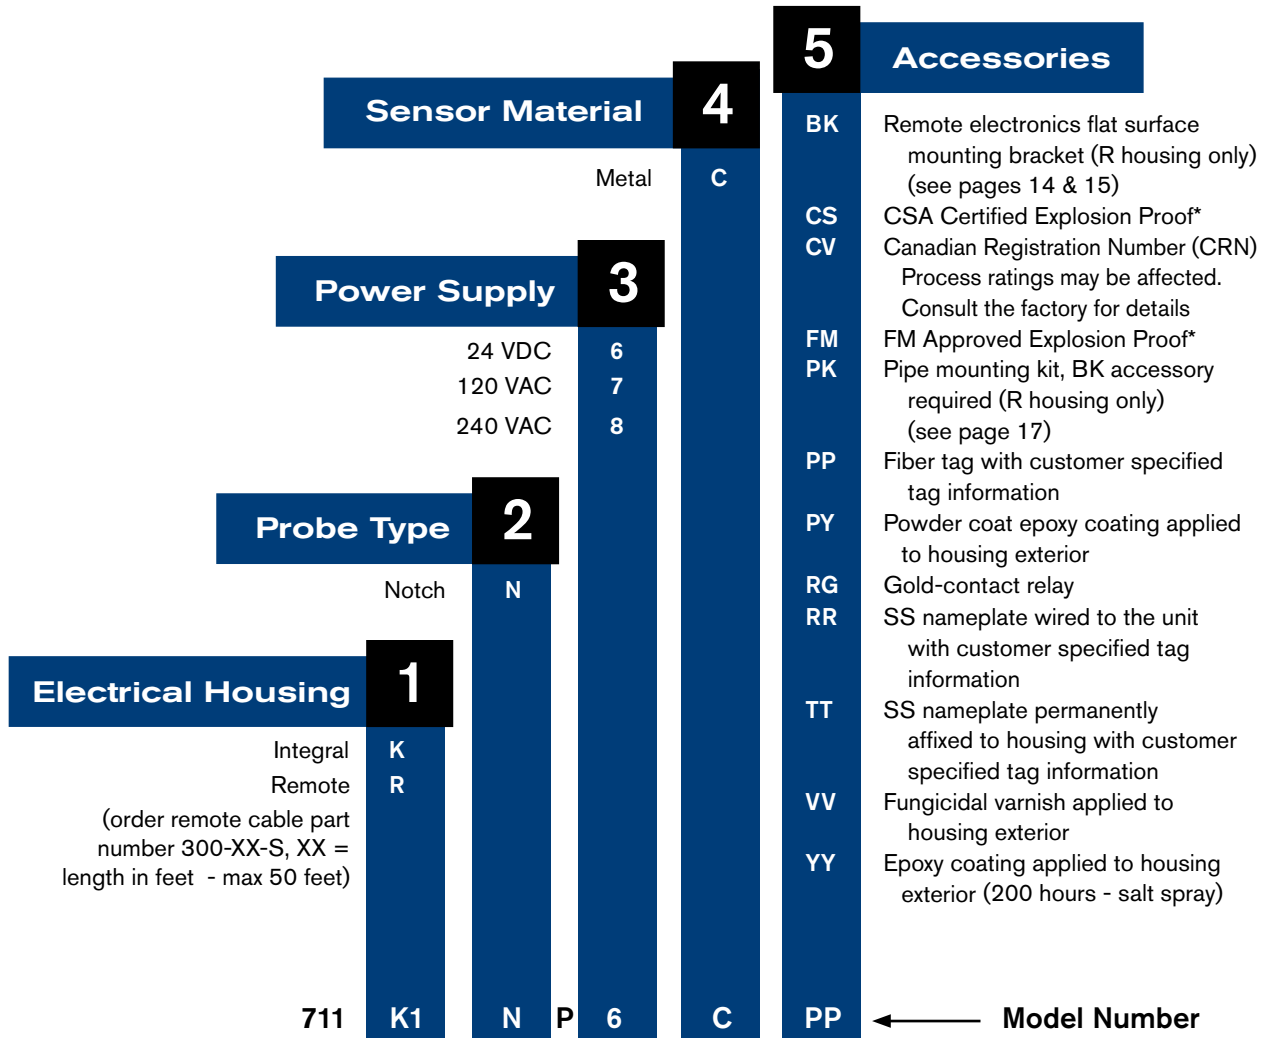 5 Accessories
BK Remote electronics flat surface
mounting bracket (R housing only)
(see pages 14 & 15)
CS CSA Certified Explosion Proof*
CV Canadian Registration Number (CRN)
Process ratings may be affected.
Consult the factory for details
FM FM Approved Explosion Proof*
PK Pipe mounting kit, BK accessory
required (R housing only)
(see page 17)
PP Fiber tag with customer specified
tag information
PY Powder coat epoxy coating applied
to housing exterior
RG Gold-contact relay
RR SS nameplate wired to the unit
with customer specified tag
information
TT SS nameplate permanently
affixed to housing with customer
specified tag information
VV Fungicidal varnish applied to
housing exterior
YY Epoxy coating applied to housing
exterior (200 hours - salt spray)
Sensor Material 4
Metal C
Power Supply 3
24 VDC 6
120 VAC 7
240 VAC 8
Probe Type 2
Notch N
Electrical Housing 1
Integral K
Remote R
(order remote cable part
number 300-XX-S, XX =
length in feet - max 50 feet)
711 K1 N P 6 C PP Model Number